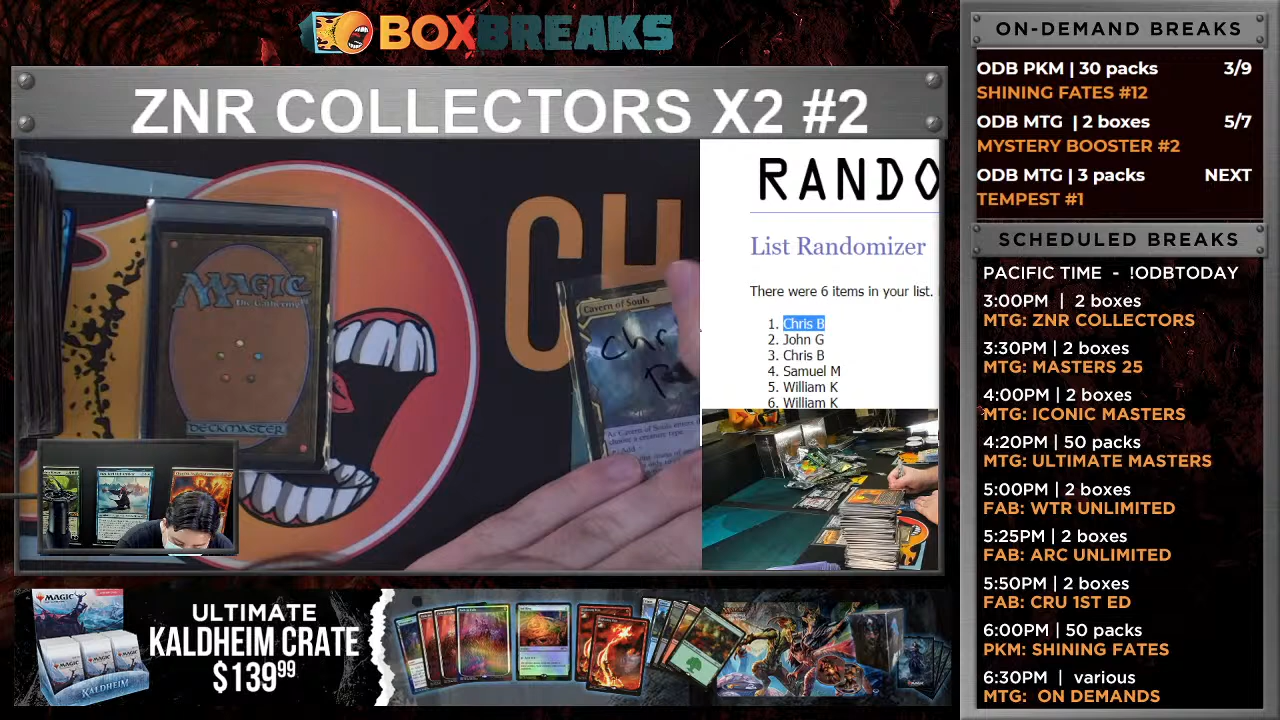 BOXBREAKS
ZNR COLLECTORS X2 #2
MAGIC
The Gathering
DECKMASTER
CH
Cavern of Souls
Chr
RANDO
List Randomizer
There were 6 items in your list.
1. Chris B
2. John G
3. Chris B
4. Samuel M
5. William K
6. William K
MAGIC
KALDHEIM
ULTIMATE
KALDHEIM CRATE
$139.99
ON-DEMAND BREAKS
ODB PKM | 30 packs 3/9
SHINING FATES #12
ODB MTG | 2 boxes 5/7
MYSTERY BOOSTER #2
ODB MTG | 3 packs NEXT
TEMPEST #1
SCHEDULED BREAKS
PACIFIC TIME - !ODBTODAY
3:00PM | 2 boxes
MTG: ZNR COLLECTORS
3:30PM | 2 boxes
MTG: MASTERS 25
4:00PM | 2 boxes
MTG: ICONIC MASTERS
4:20PM | 50 packs
MTG: ULTIMATE MASTERS
5:00PM | 2 boxes
FAB: WTR UNLIMITED
5:25PM | 2 boxes
FAB: ARC UNLIMITED
5:50PM | 2 boxes
FAB: CRU 1ST ED
6:00PM | 50 packs
PKM: SHINING FATES
6:30PM | various
MTG: ON DEMANDS